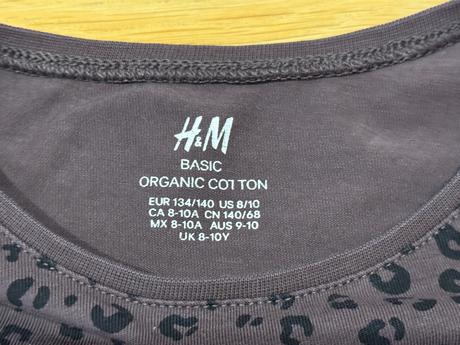 H&M
BASIC
ORGANIC COTTON
EUR 134/140 US 8/10
CA 8-10A CN 140/68
MX 8-10A AUS 9-10
UK 8-10Y